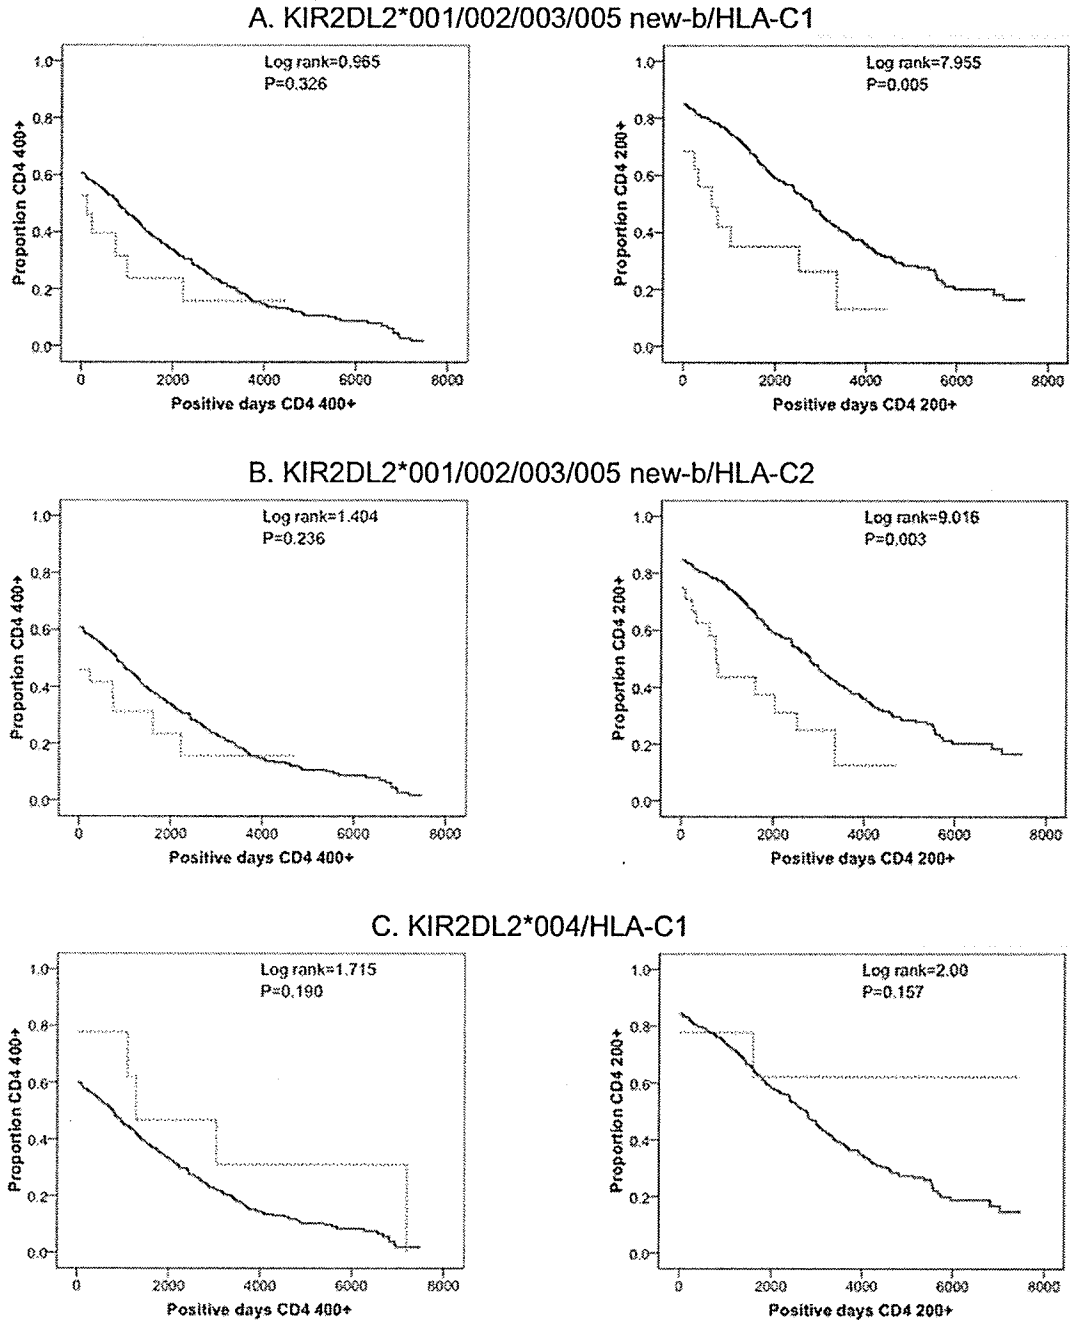 A. KIR2DL2*001/002/003/005 new-b/HLA-C1
Log rank=0.965
P=0.326
Proportion CD4 400+
1.0
0.8
0.6
0.4
0.2
0.0
0 2000 4000 6000 8000
Positive days CD4 400+
Log rank=7.955
P=0.005
Proportion CD4 200+
1.0
0.8
0.6
0.4
0.2
0.0
0 2000 4000 6000 8000
Positive days CD4 200+
B. KIR2DL2*001/002/003/005 new-b/HLA-C2
Log rank=1.404
P=0.236
Proportion CD4 400+
1.0
0.8
0.6
0.4
0.2
0.0
0 2000 4000 6000 8000
Positive days CD4 400+
Log rank=9.016
P=0.003
Proportion CD4 200+
1.0
0.8
0.6
0.4
0.2
0.0
0 2000 4000 6000 8000
Positive days CD4 200+
C. KIR2DL2*004/HLA-C1
Log rank=1.715
P=0.190
Proportion CD4 400+
1.0
0.8
0.6
0.4
0.2
0.0
0 2000 4000 6000 8000
Positive days CD4 400+
Log rank=2.00
P=0.157
Proportion CD4 200+
1.0
0.8
0.6
0.4
0.2
0.0
0 2000 4000 6000 8000
Positive days CD4 200+